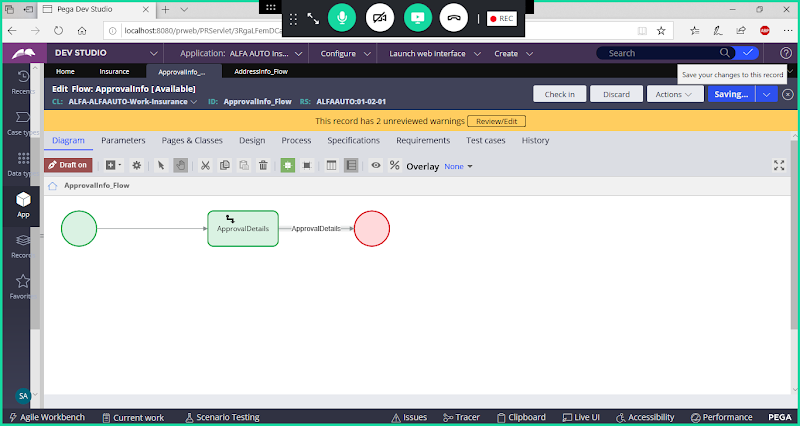 Pega Dev Studio
localhost:8080/prweb/PRServlet/3RgaLFemDCa
REC
DEV STUDIO
Application: ALFA AUTO Ins...
Configure
Launch web interface
Create
Search
Recen
Home
Insurance
ApprovalInfo_...
AddressInfo_Flow
Save your changes to this record
Edit Flow: ApprovalInfo [Available]
CL: ALFA-ALFAAUTO-Work-Insurance
ID: ApprovalInfo_Flow
RS: ALFAAUTO:01-02-01
Check in
Discard
Actions
Saving...
This record has 2 unreviewed warnings
Review/Edit
Case types
Data types
App
Record
Favorit
SA
Diagram
Parameters
Pages & Classes
Design
Process
Specifications
Requirements
Test cases
History
Draft on
Overlay None
ApprovalInfo_Flow
ApprovalDetails
ApprovalDetails
Agile Workbench
Current work
Scenario Testing
Issues
Tracer
Clipboard
Live UI
Accessibility
Performance
PEGA